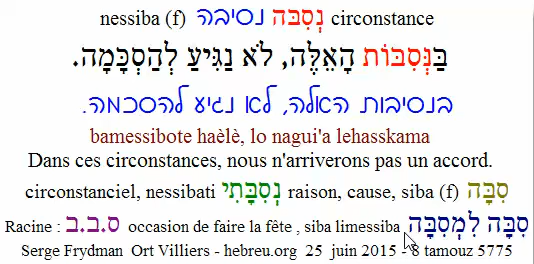 nessiba (f) נסיבה נְסִבָּה circonstance
בַּנְּסִבּוֹת הָאֵלֶּה, לֹא נַגִּיעַ לְהַסְכָּמָה.
בנסיבות האלה, לא נגיע להסכמה.
bamessibote haèlè, lo nagui'a lehasskama
Dans ces circonstances, nous n'arriverons pas un accord.
circonstanciel, nessibati נְסִבָּתִי raison, cause, siba (f) סִבָּה
Racine : ס.ב.ב occasion de faire la fête , siba limessiba סִבָּה לִמְסִבָּה
Serge Frydman Ort Villiers - hebreu.org 25 juin 2015 - 8 tamouz 5775